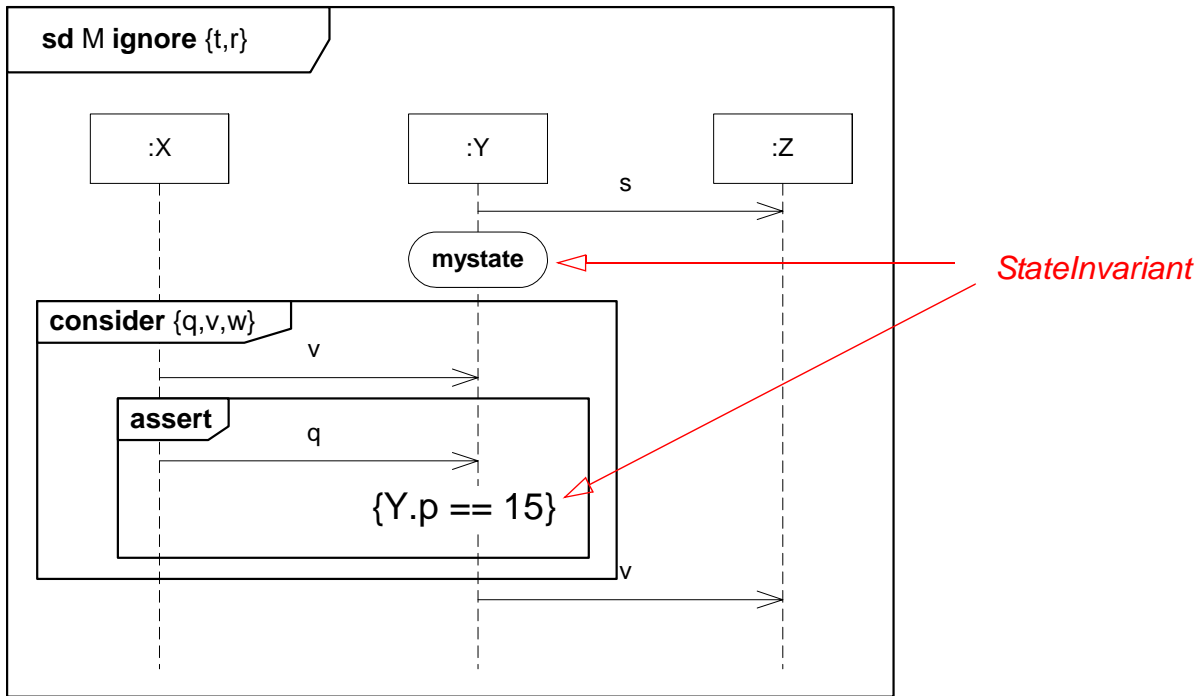 sd M ignore {t,r}
:X
:Y
:Z
s
mystate
StateInvariant
consider {q,v,w}
v
assert
q
{Y.p == 15}
v